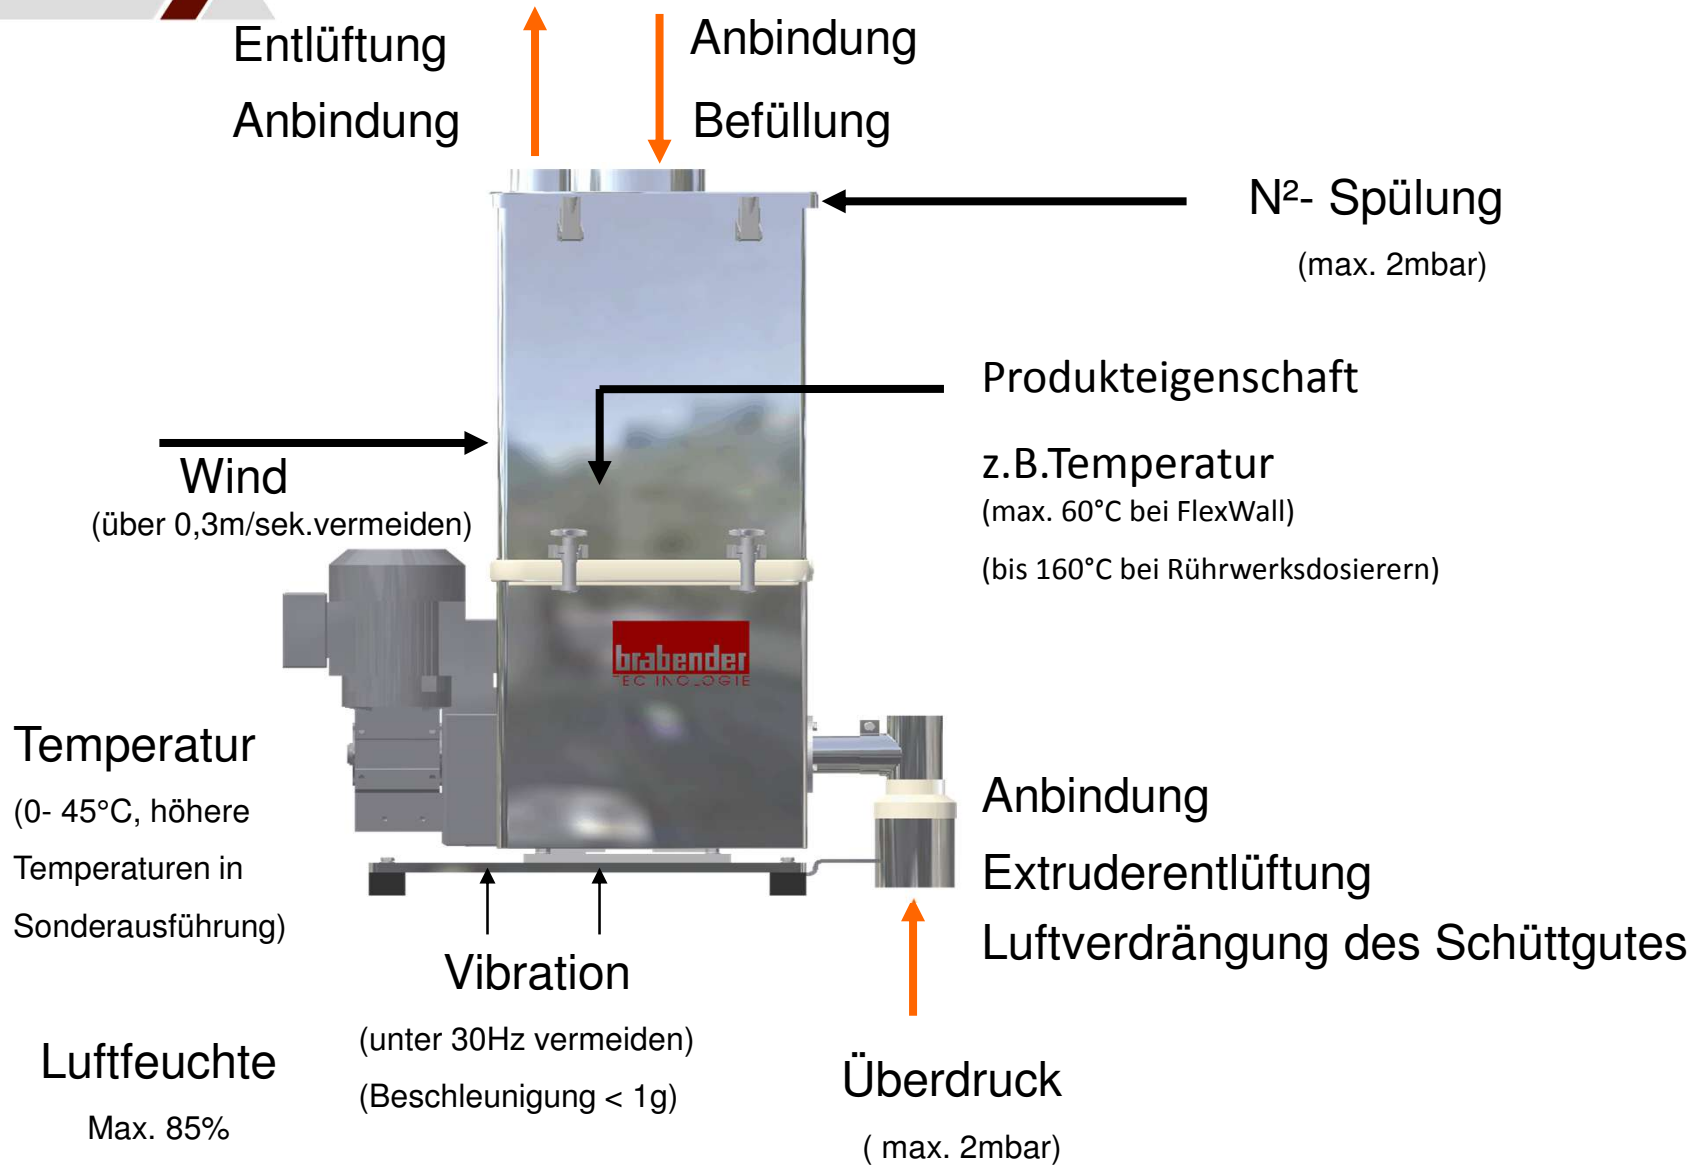 Entlüftung
Anbindung
Anbindung
Befüllung
N²- Spülung
(max. 2mbar)
Produkteigenschaft
z.B.Temperatur
(max. 60°C bei FlexWall)
(bis 160°C bei Rührwerksdosierern)
Wind
(über 0,3m/sek.vermeiden)
brabender
TECHNOLOGIE
Temperatur
(0- 45°C, höhere
Temperaturen in
Sonderausführung)
Anbindung
Extruderentlüftung
Luftverdrängung des Schüttgutes
Vibration
(unter 30Hz vermeiden)
(Beschleunigung < 1g)
Luftfeuchte
Max. 85%
Überdruck
( max. 2mbar)